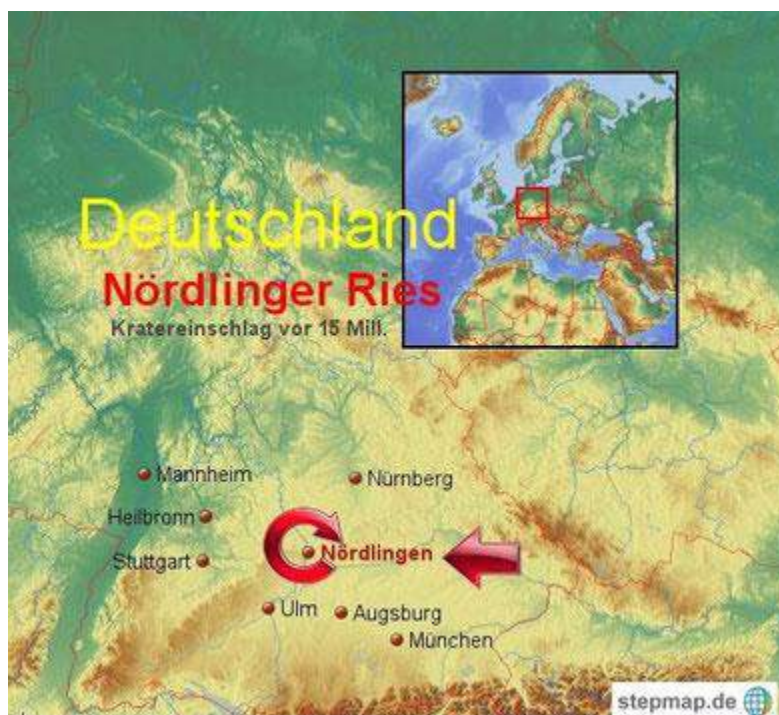 Deutschland
Nördlinger Ries
Kratereinschlag vor 15 Mill.
Mannheim
Nürnberg
Heilbronn
Nördlingen
Stuttgart
Ulm
Augsburg
München
stepmap.de